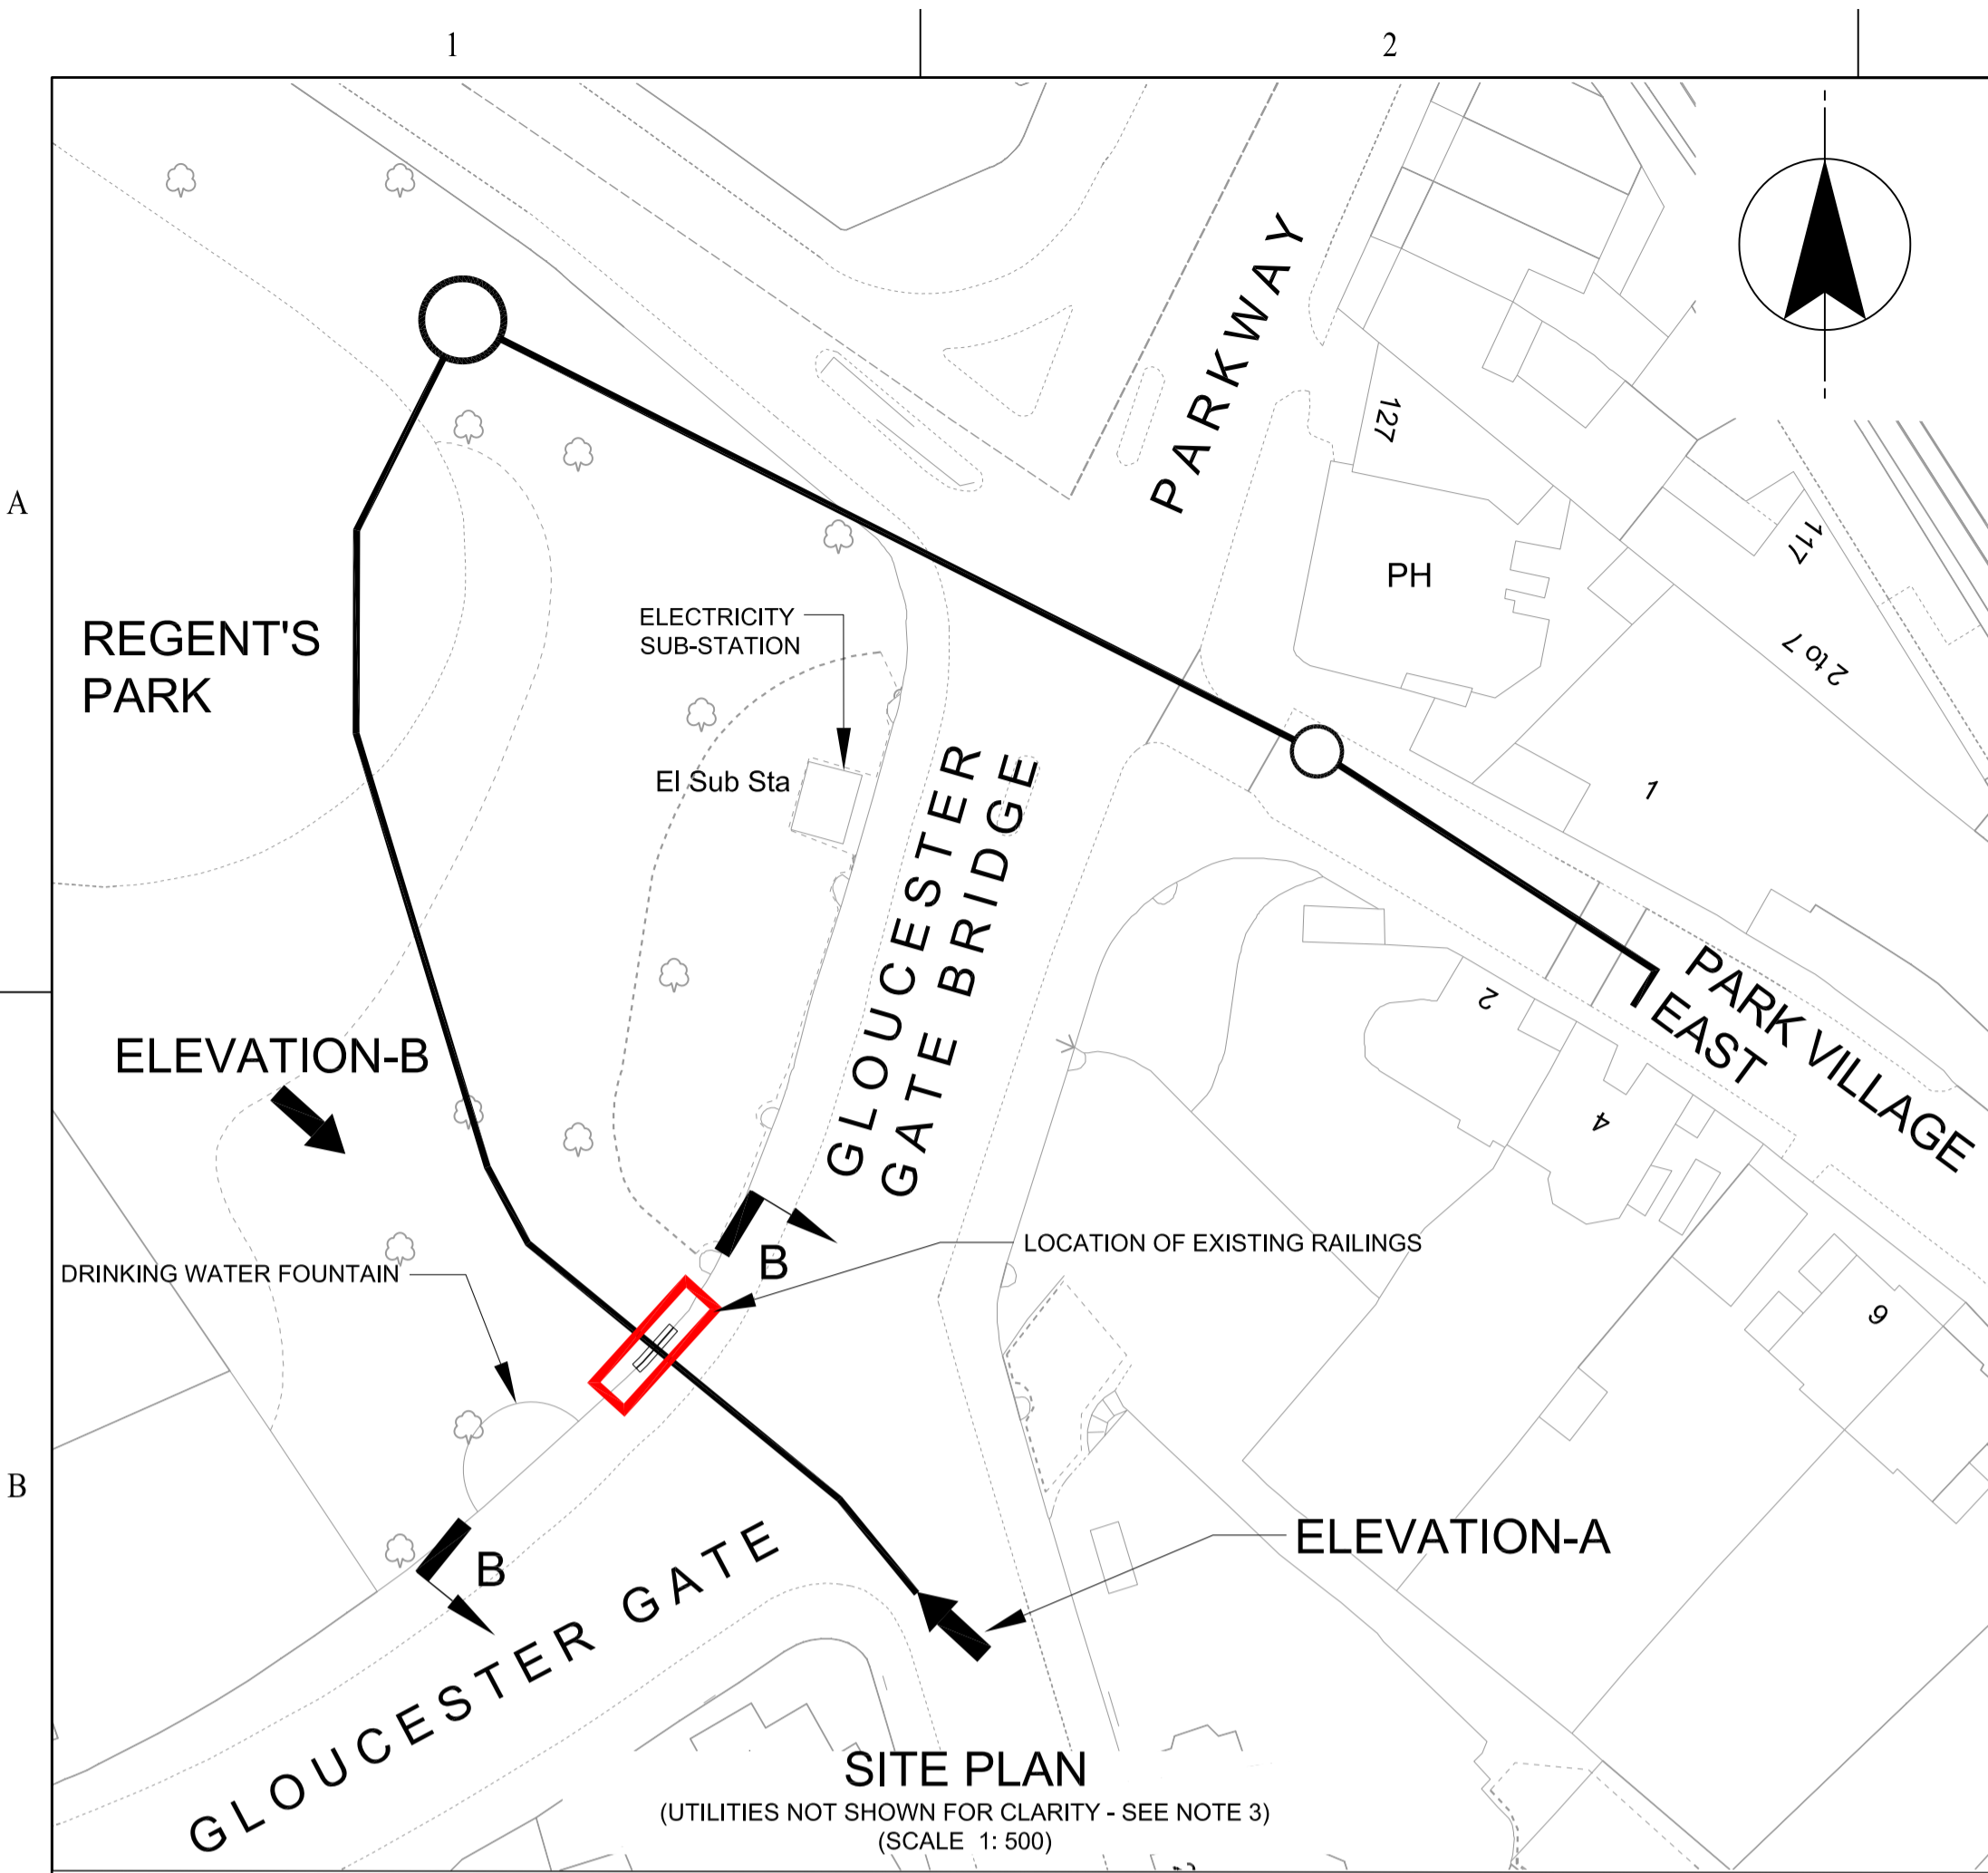 1
2
A
B
PARKWAY
127
117
PH
2 to 7
REGENT'S
PARK
ELECTRICITY
SUB-STATION
El Sub Sta
1
GLOUCESTER
GATE BRIDGE
2
PARK VILLAGE
EAST
4
ELEVATION-B
B
LOCATION OF EXISTING RAILINGS
DRINKING WATER FOUNTAIN
6
ELEVATION-A
B
GLOUCESTER GATE
SITE PLAN
(UTILITIES NOT SHOWN FOR CLARITY - SEE NOTE 3)
(SCALE 1: 500)